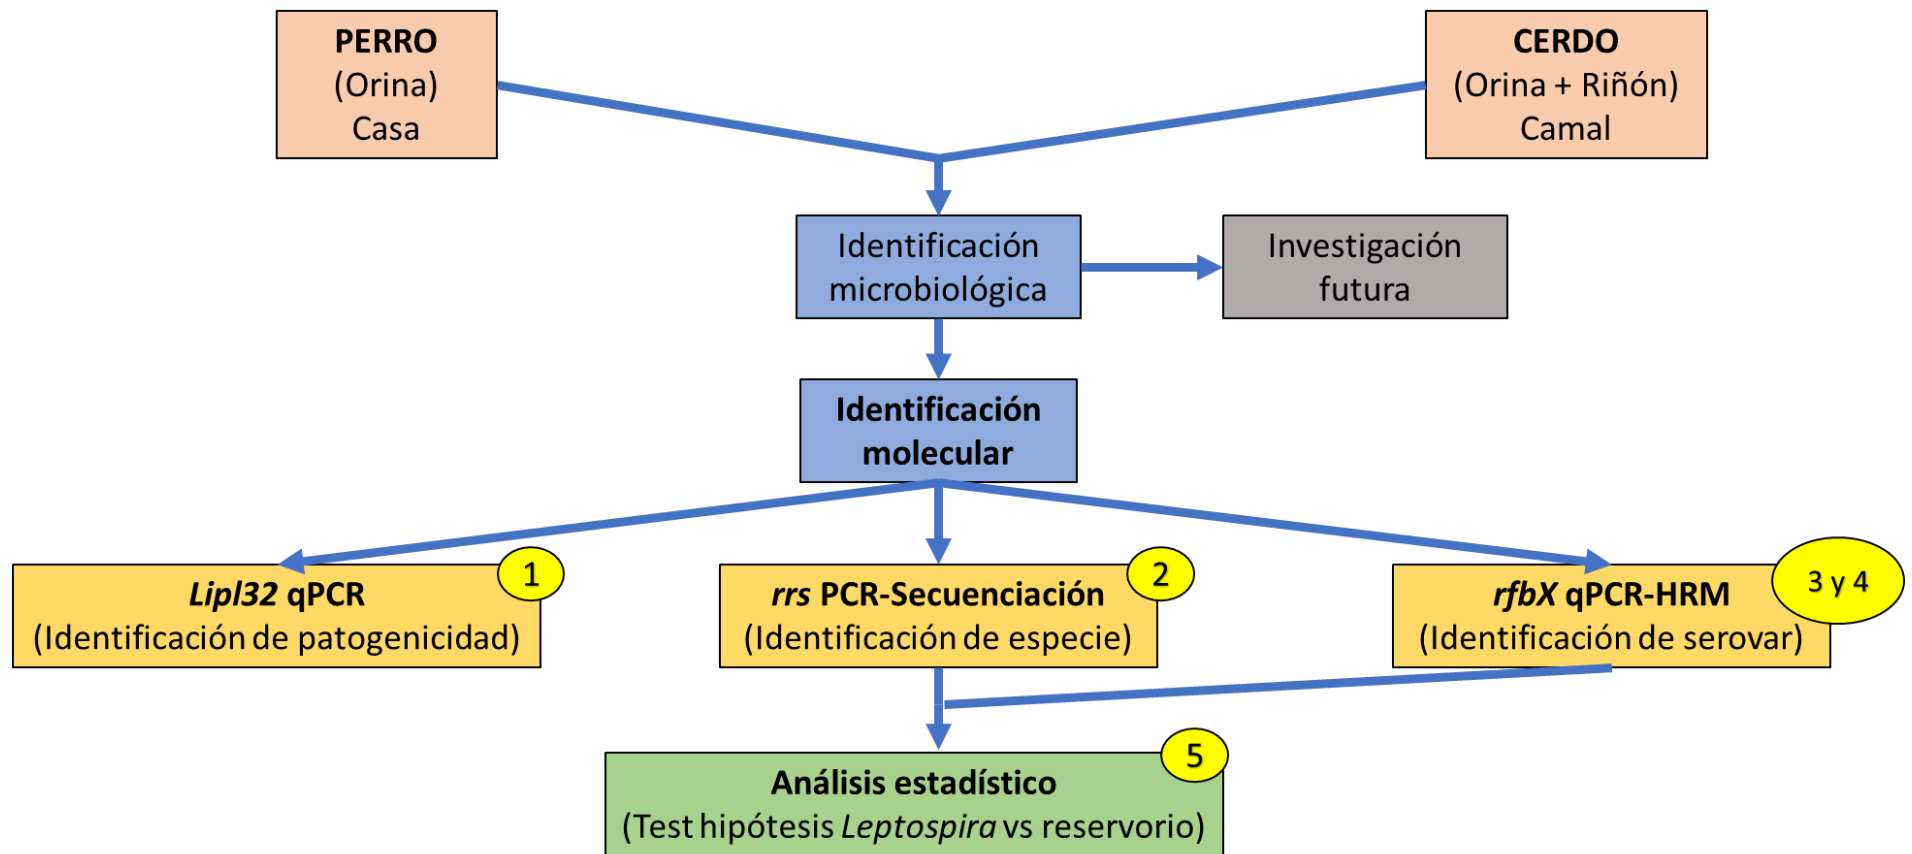 PERRO
(Orina)
Casa
CERDO
(Orina + Riñón)
Camal
Identificación
microbiológica
Investigación
futura
Identificación
molecular
1
Lipl32 qPCR
(Identificación de patogenicidad)
2
rrs PCR-Secuenciación
(Identificación de especie)
3 y 4
rfbX qPCR-HRM
(Identificación de serovar)
5
Análisis estadístico
(Test hipótesis Leptospira vs reservorio)